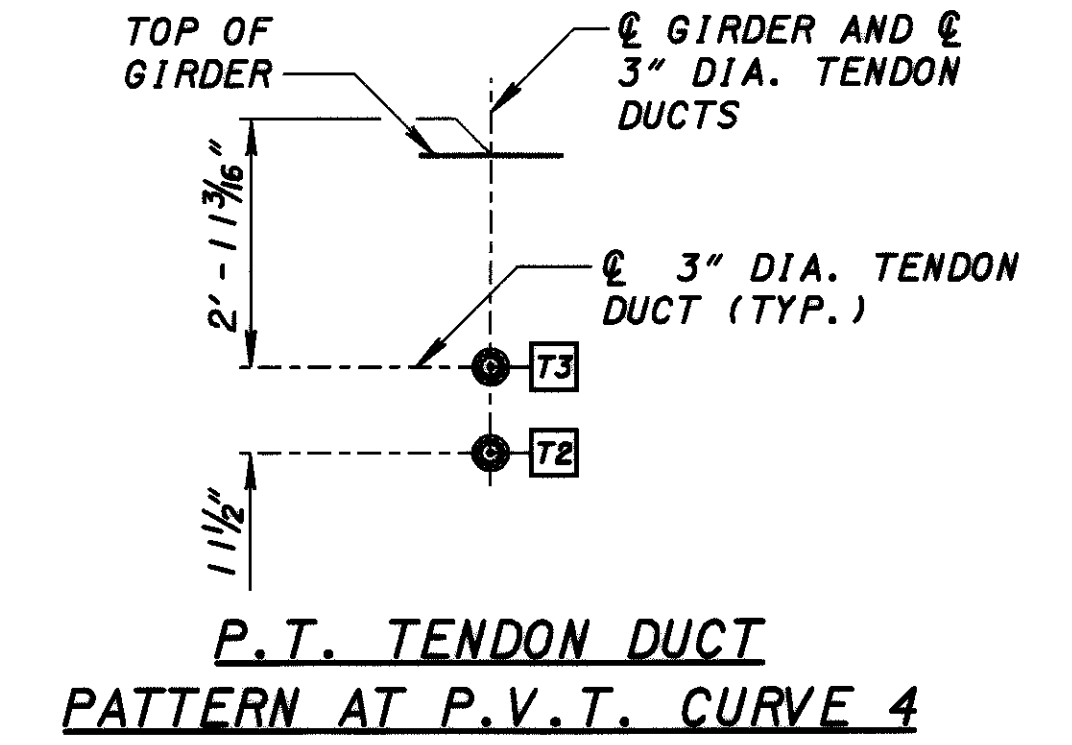 TOP OF
GIRDER
℄ GIRDER AND ℄
3" DIA. TENDON
DUCTS
2' - 11 3/16"
℄ 3" DIA. TENDON
DUCT (TYP.)
T3
T2
11 1/2"
P.T. TENDON DUCT
PATTERN AT P.V.T. CURVE 4